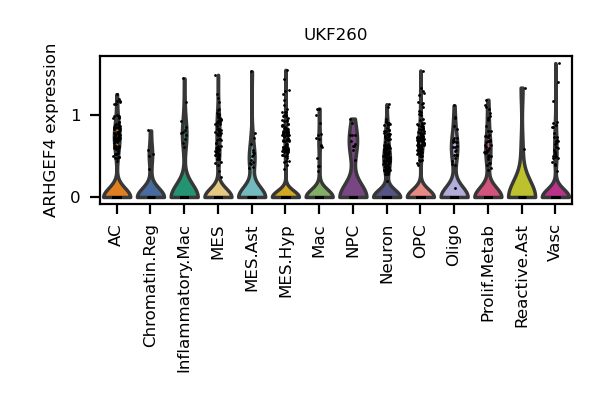 UKF260
ARHGEF4 expression
1
0
AC
Chromatin.Reg
Inflammatory.Mac
MES
MES.Ast
MES.Hyp
Mac
NPC
Neuron
OPC
Oligo
Prolif.Metab
Reactive.Ast
Vasc